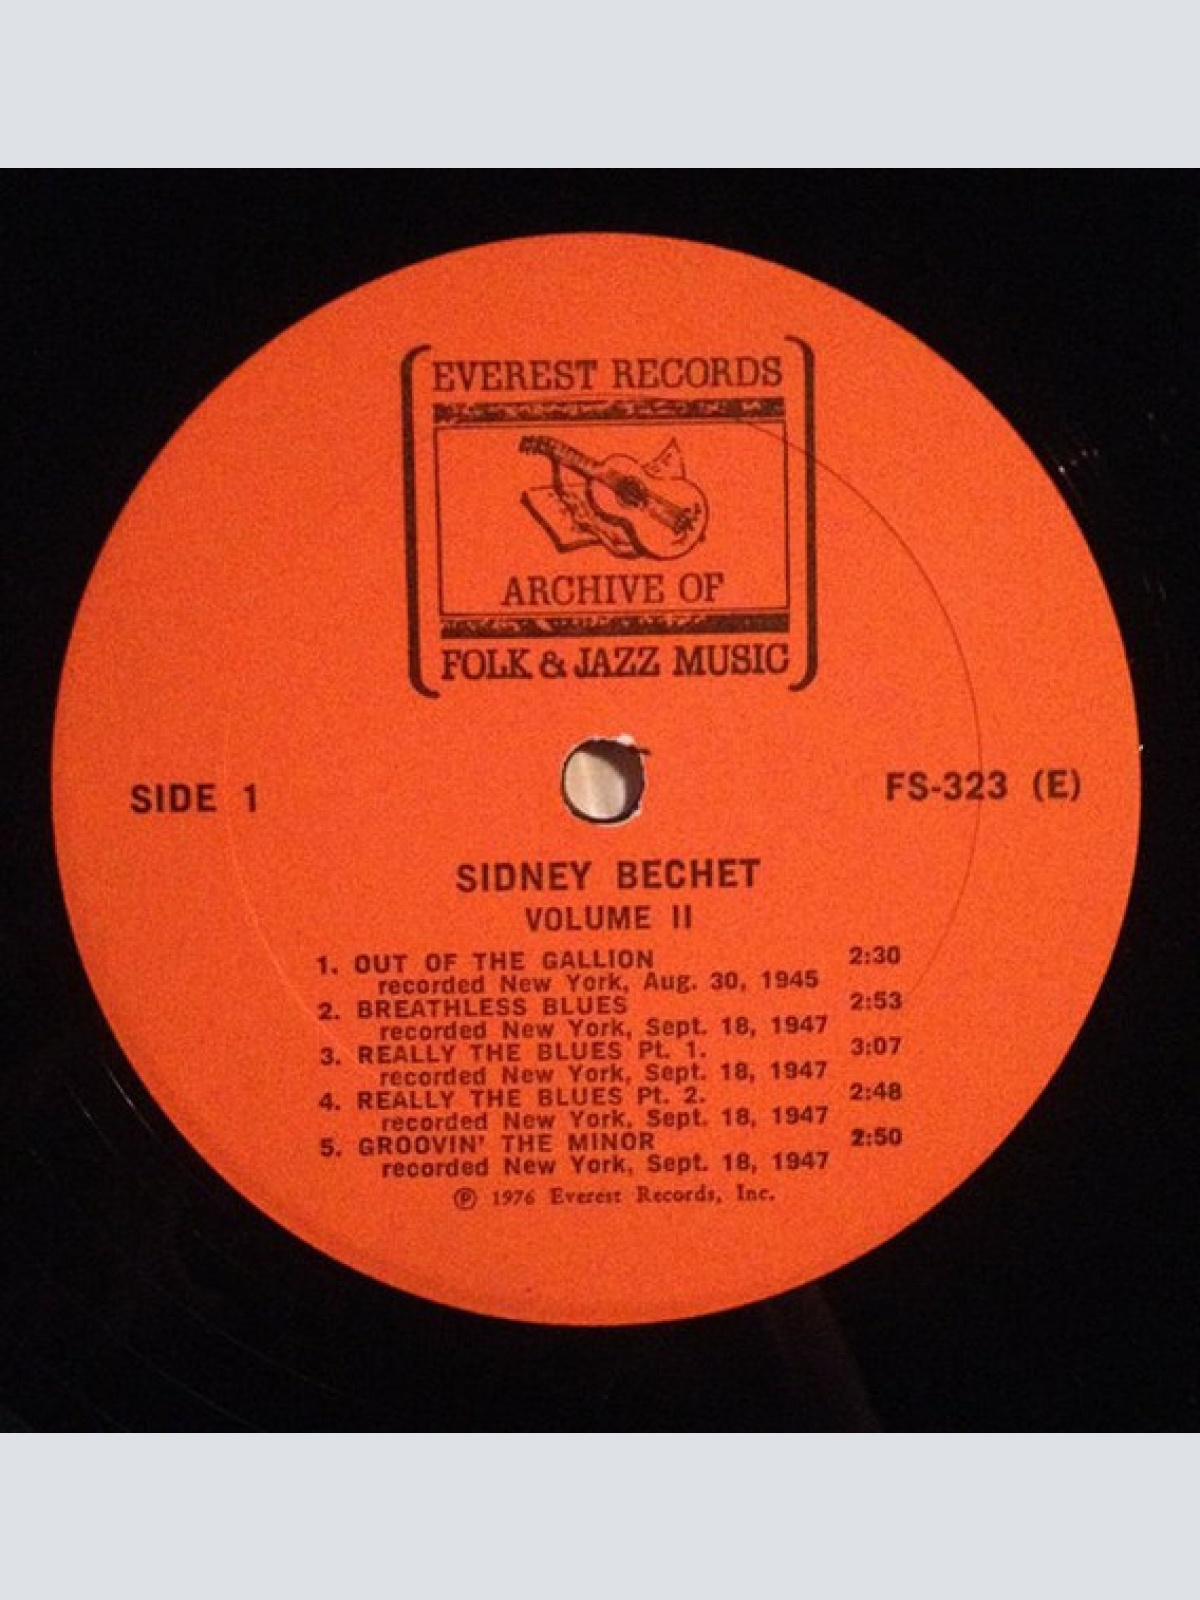 EVEREST RECORDS
ARCHIVE OF
FOLK & JAZZ MUSIC
SIDE 1
FS-323 (E)
SIDNEY BECHET
VOLUME II
1. OUT OF THE GALLION 2:30
recorded New York, Aug. 30, 1945
2. BREATHLESS BLUES 2:53
recorded New York, Sept. 18, 1947
3. REALLY THE BLUES Pt. 1. 3:07
recorded New York, Sept. 18, 1947
4. REALLY THE BLUES Pt. 2. 2:48
recorded New York, Sept. 18, 1947
5. GROOVIN' THE MINOR 2:50
recorded New York, Sept. 18, 1947
℗ 1976 Everest Records, Inc.